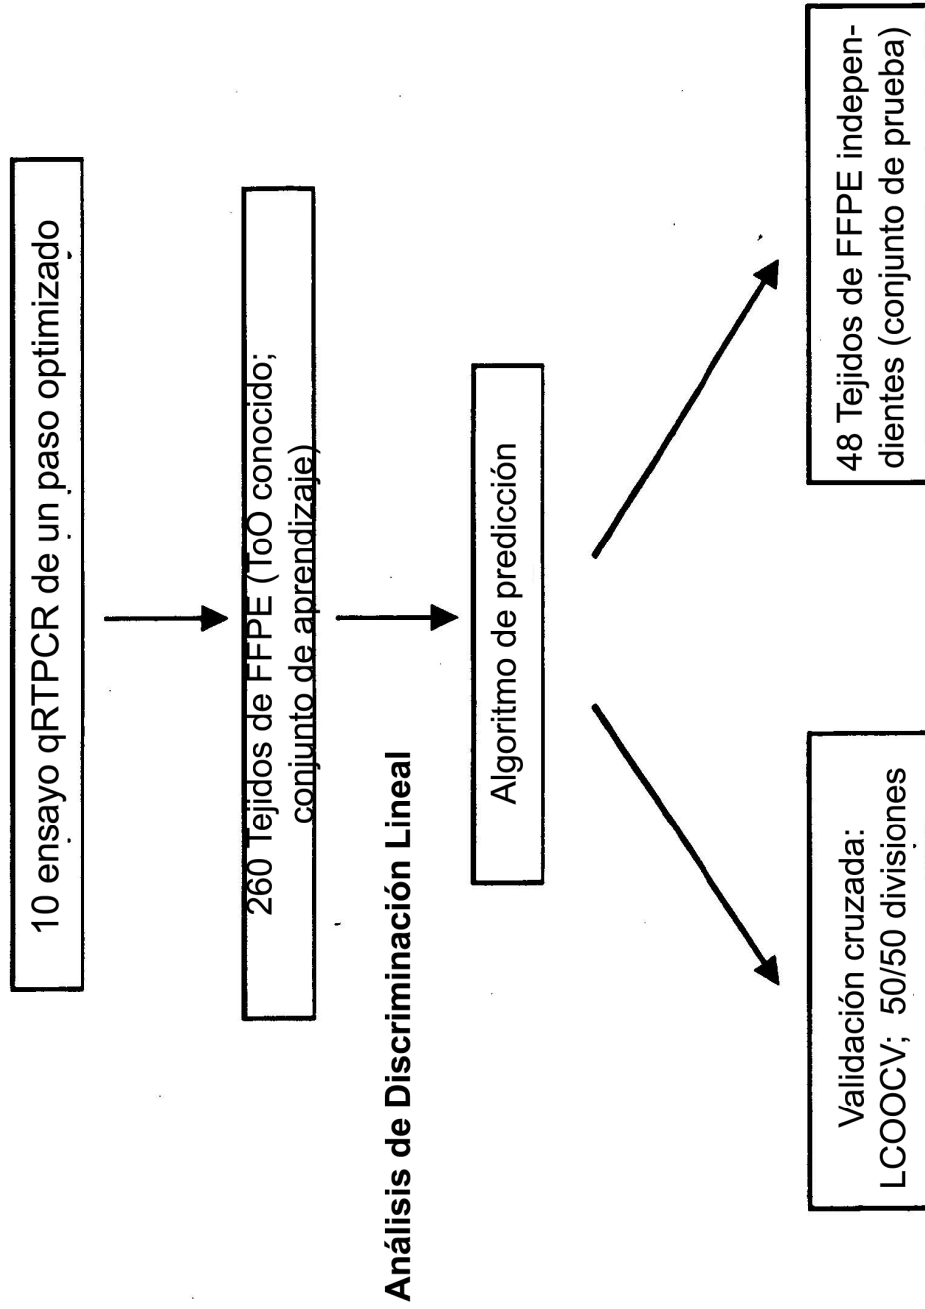 10 ensayo qRTPCR de un paso optimizado
260 Tejidos de FFPE (ToO conocido;
conjunto de aprendizaje)
Análisis de Discriminación Lineal
Algoritmo de predicción
Validación cruzada:
LCOOCV; 50/50 divisiones
48 Tejidos de FFPE indepen-
dientes (conjunto de prueba)